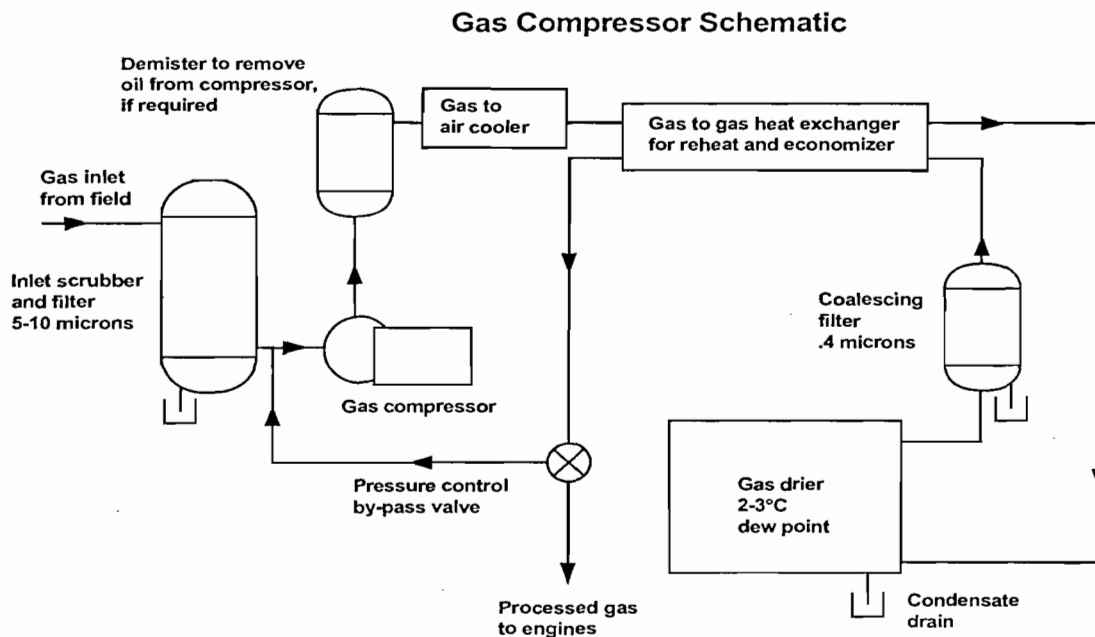 Gas Compressor Schematic
Demister to remove
oil from compressor,
if required
Gas to
air cooler
Gas to gas heat exchanger
for reheat and economizer
Gas inlet
from field
Inlet scrubber
and filter
5-10 microns
Coalescing
filter
.4 microns
Gas compressor
Pressure control
by-pass valve
Gas drier
2-3°C
dew point
Processed gas
to engines
Condensate
drain